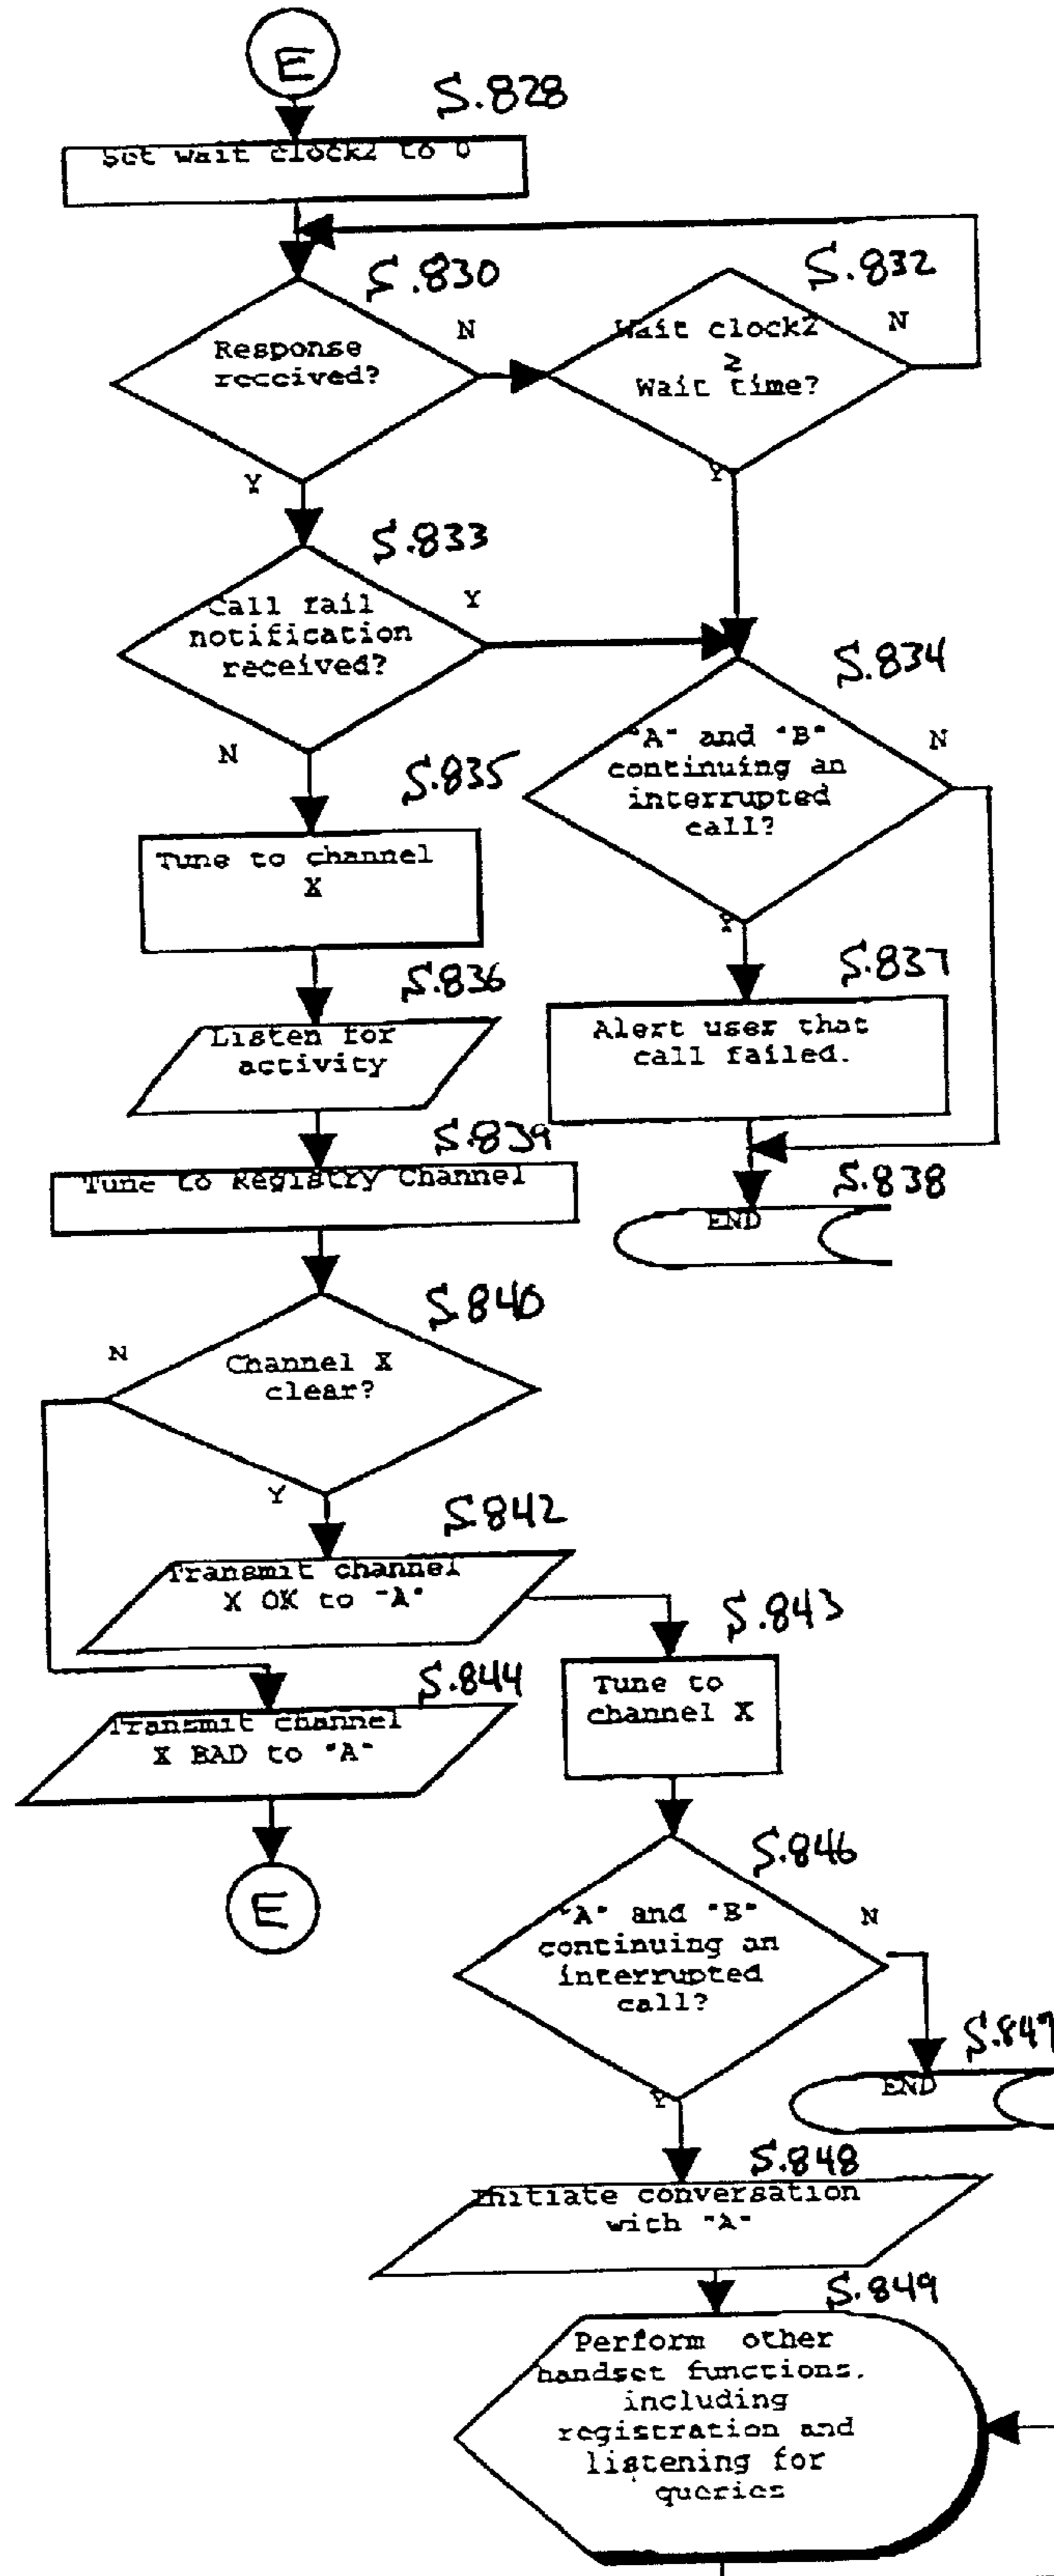 E
S.828
Set wait clock2 to 0
S.830
Response
received?
N
Y
S.832
Wait clock2
≥
Wait time?
N
Y
S.833
Call fail
notification
received?
Y
N
S.834
"A" and "B"
continuing an
interrupted
call?
N
Y
S.835
Tune to channel
X
S.836
Listen for
activity
S.837
Alert user that
call failed.
S.838
END
S.839
Tune to Registry Channel
S.840
Channel X
clear?
N
Y
S.842
Transmit channel
X OK to "A"
S.843
Tune to
channel X
S.844
Transmit channel
X BAD to "A"
E
S.846
"A" and "B"
continuing an
interrupted
call?
N
Y
S.847
END
S.848
Initiate conversation
with "A"
S.849
Perform other
handset functions,
including
registration and
listening for
queries